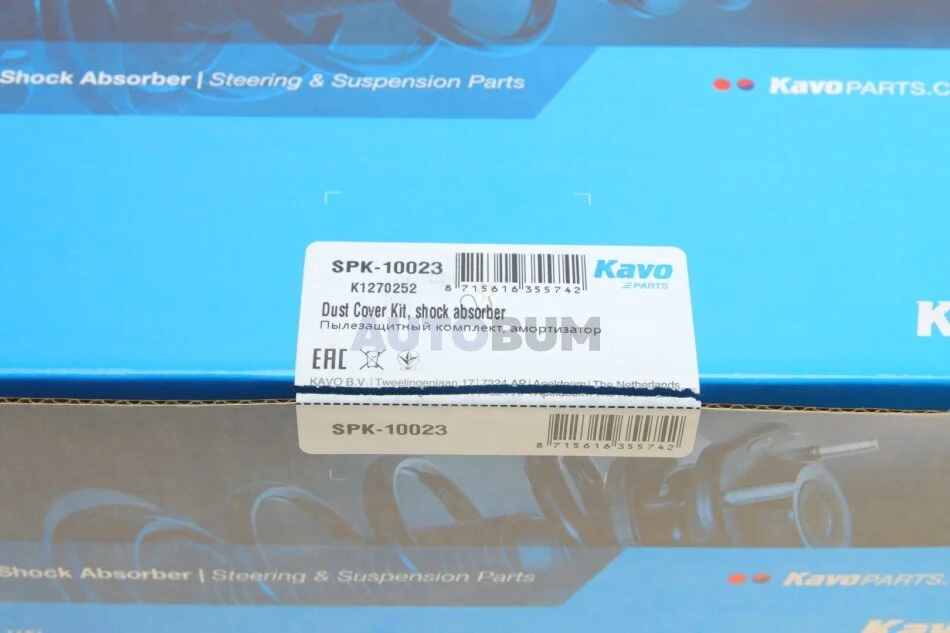 Shock Absorber | Steering & Suspension Parts
KAVOPARTS.C
SPK-10023
K1270252
8 715616 355742
Kavo
PARTS
Dust Cover Kit, shock absorber
Пылезащитный комплект, амортизатор
AUTOBUM
EAC
KAVO B.V. | Tweelingenlaan 17 | 7324 AP | Apeldoorn | The Netherlands
SPK-10023
8 715616 355742
Shock Absorber | Steering & Suspension Parts
KAVOPARTS.
Kav